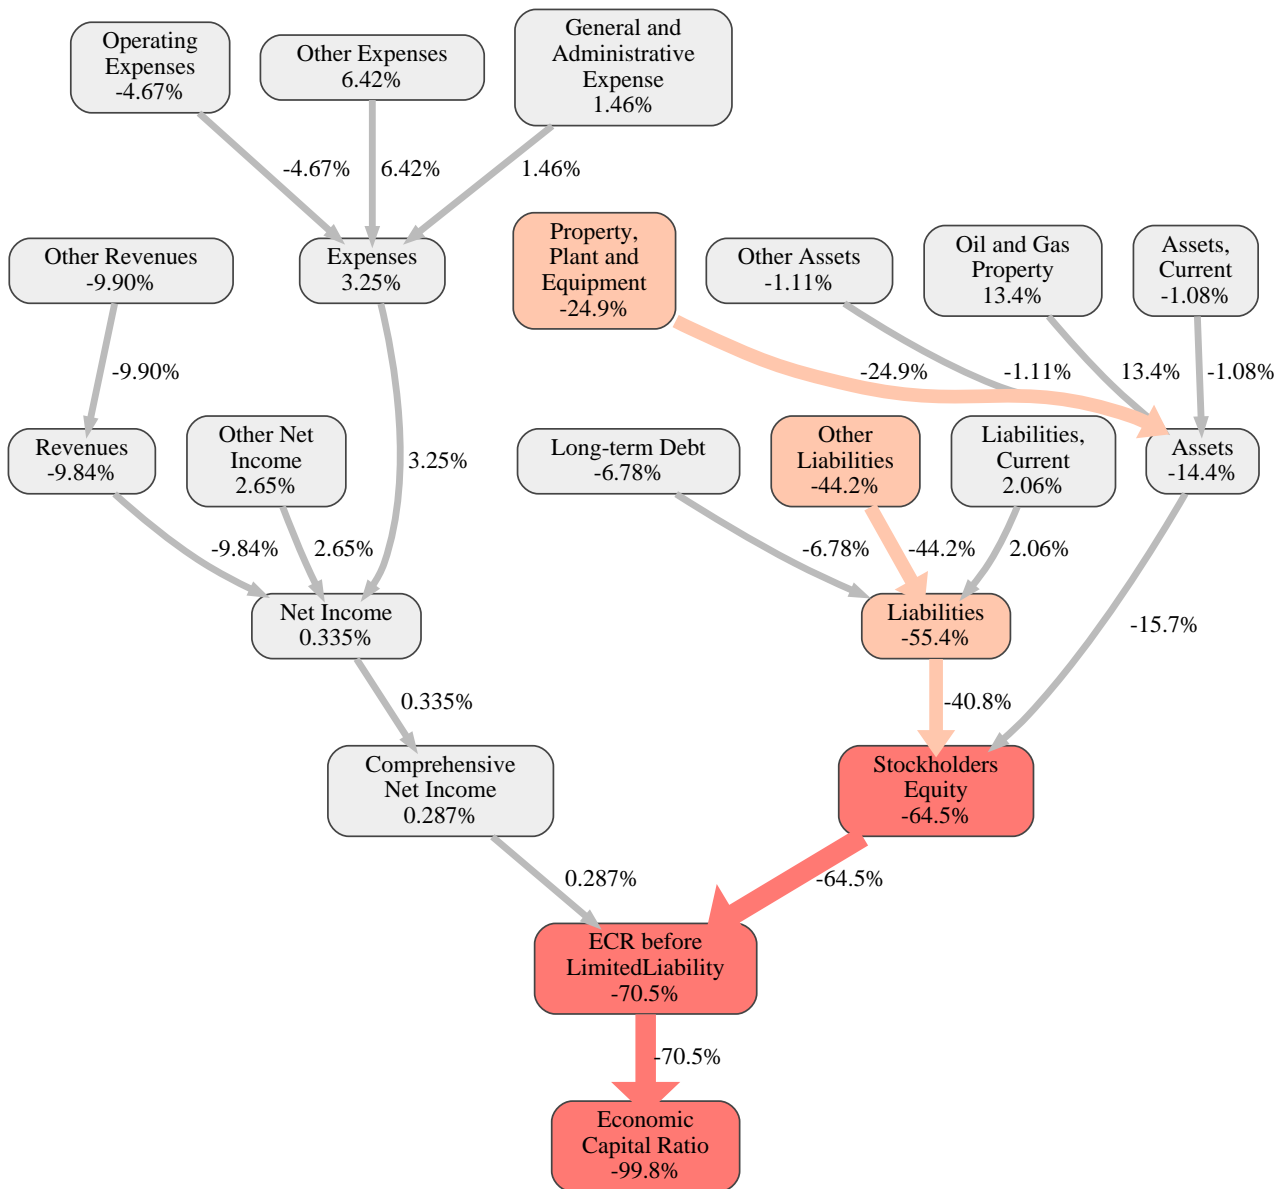 Operating
Expenses
-4.67%
Other Expenses
6.42%
General and
Administrative
Expense
1.46%
-4.67%
6.42%
1.46%
Other Revenues
-9.90%
Expenses
3.25%
Property,
Plant and
Equipment
-24.9%
Other Assets
-1.11%
Oil and Gas
Property
13.4%
Assets,
Current
-1.08%
-9.90%
-24.9%
-1.11%
13.4%
-1.08%
Revenues
-9.84%
Other Net
Income
2.65%
3.25%
Long-term Debt
-6.78%
Other
Liabilities
-44.2%
Liabilities,
Current
2.06%
Assets
-14.4%
-9.84%
2.65%
-6.78%
-44.2%
2.06%
Net Income
0.335%
Liabilities
-55.4%
-15.7%
0.335%
-40.8%
Comprehensive
Net Income
0.287%
Stockholders
Equity
-64.5%
0.287%
-64.5%
ECR before
LimitedLiability
-70.5%
-70.5%
Economic
Capital Ratio
-99.8%